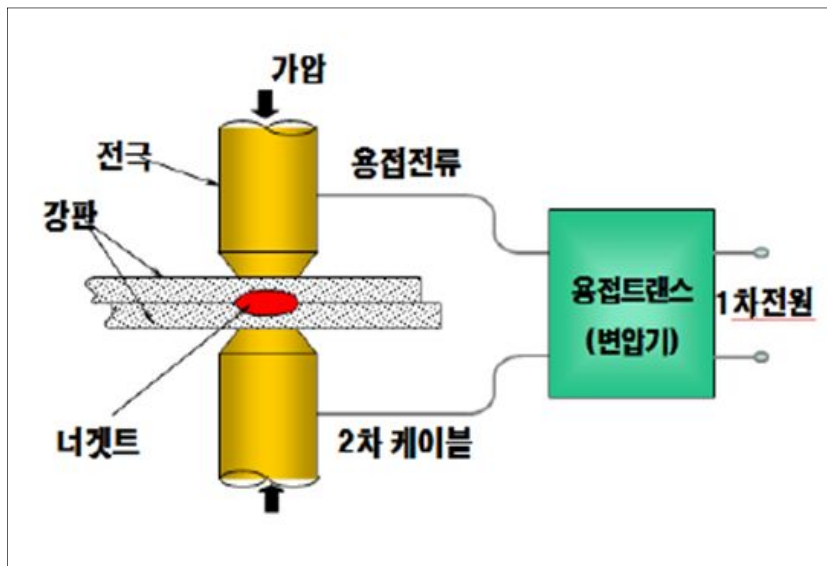 가압
전극
용접전류
강판
용접트랜스
(변압기)
1차전원
너겟트
2차 케이블